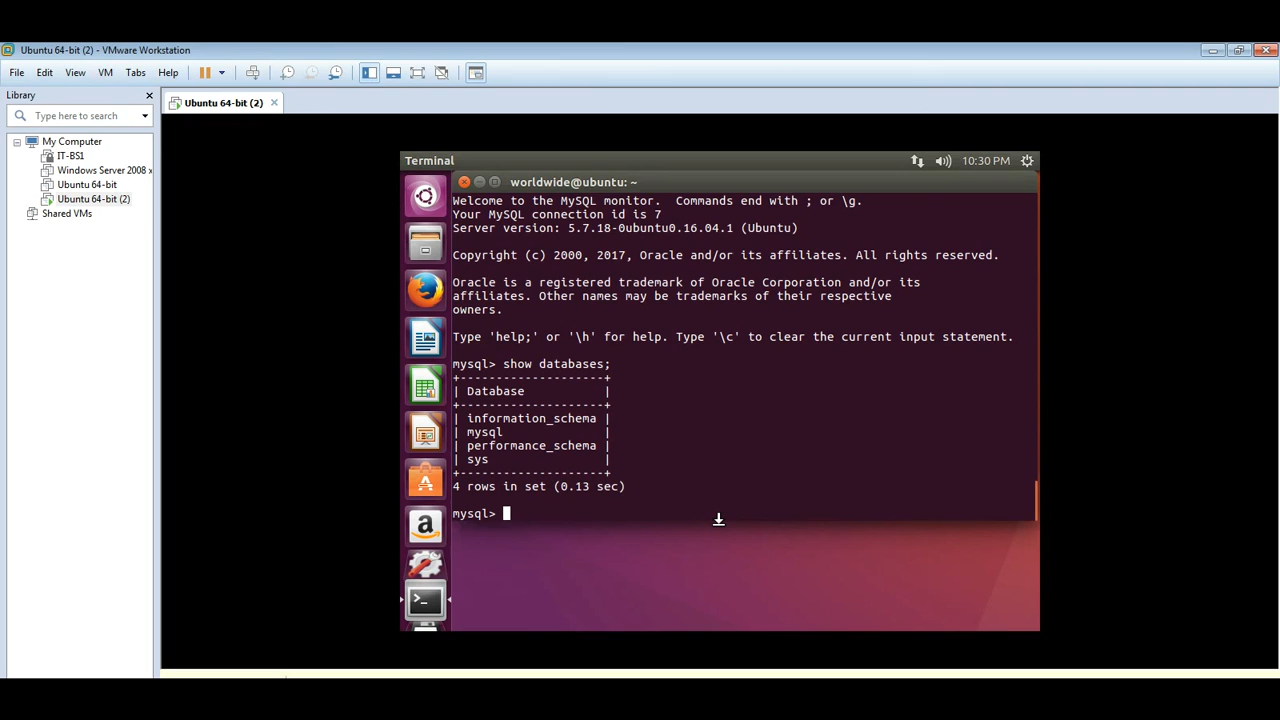 Ubuntu 64-bit (2) - VMware Workstation
File Edit View VM Tabs Help
Library
Type here to search
Ubuntu 64-bit (2)
My Computer
IT-BS1
Windows Server 2008 x
Ubuntu 64-bit
Ubuntu 64-bit (2)
Shared VMs
Terminal 10:30 PM
worldwide@ubuntu: ~
Welcome to the MySQL monitor.  Commands end with ; or \g.
Your MySQL connection id is 7
Server version: 5.7.18-0ubuntu0.16.04.1 (Ubuntu)
Copyright (c) 2000, 2017, Oracle and/or its affiliates. All rights reserved.
Oracle is a registered trademark of Oracle Corporation and/or its
affiliates. Other names may be trademarks of their respective
owners.
Type 'help;' or '\h' for help. Type '\c' to clear the current input statement.
mysql> show databases;
+--------------------+
| Database           |
+--------------------+
| information_schema |
| mysql              |
| performance_schema |
| sys                |
+--------------------+
4 rows in set (0.13 sec)
mysql>